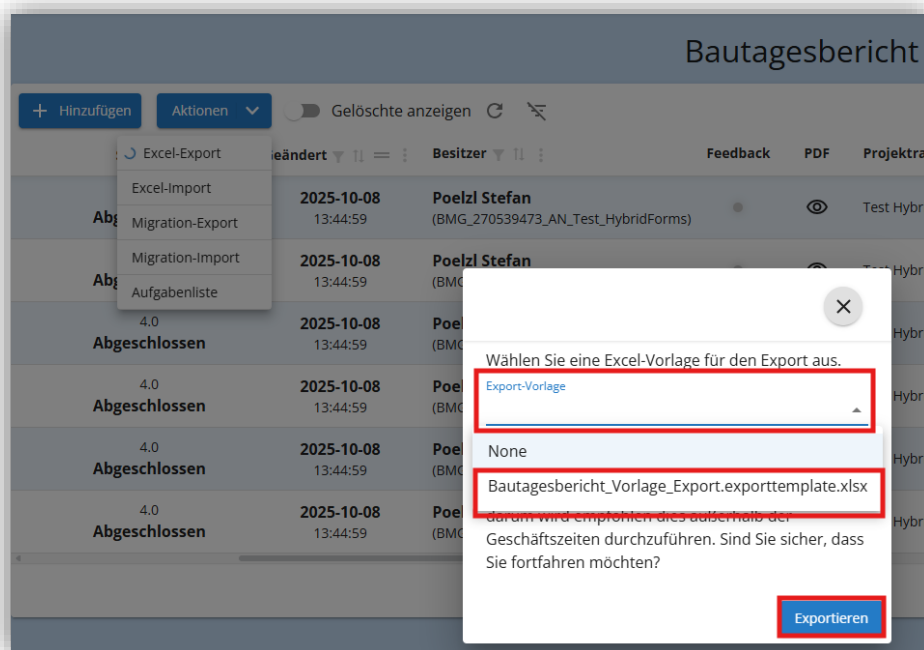 Bautagesbericht
Hinzufügen Aktionen Gelöschte anzeigen
eändert Besitzer Feedback PDF Projektra
Excel-Export
Excel-Import
Migration-Export
Migration-Import
Aufgabenliste
Abg 2025-10-08 Poelzl Stefan Test Hybr
13:44:59 (BMG_270539473_AN_Test_HybridForms)
Abg 2025-10-08 Poelzl Stefan Test Hybr
13:44:59 (BMG
4.0 2025-10-08 Poel Hybr
Abgeschlossen 13:44:59 (BMG
4.0 2025-10-08 Poel Hybr
Abgeschlossen 13:44:59 (BMG
4.0 2025-10-08 Poel Hybr
Abgeschlossen 13:44:59 (BMG
4.0 2025-10-08 Poel Hybr
Abgeschlossen 13:44:59 (BMG
Wählen Sie eine Excel-Vorlage für den Export aus.
Export-Vorlage
None
Bautagesbericht_Vorlage_Export.exporttemplate.xlsx
darum wird empfohlen dies außerhalb der
Geschäftszeiten durchzuführen. Sind Sie sicher, dass
Sie fortfahren möchten?
Exportieren